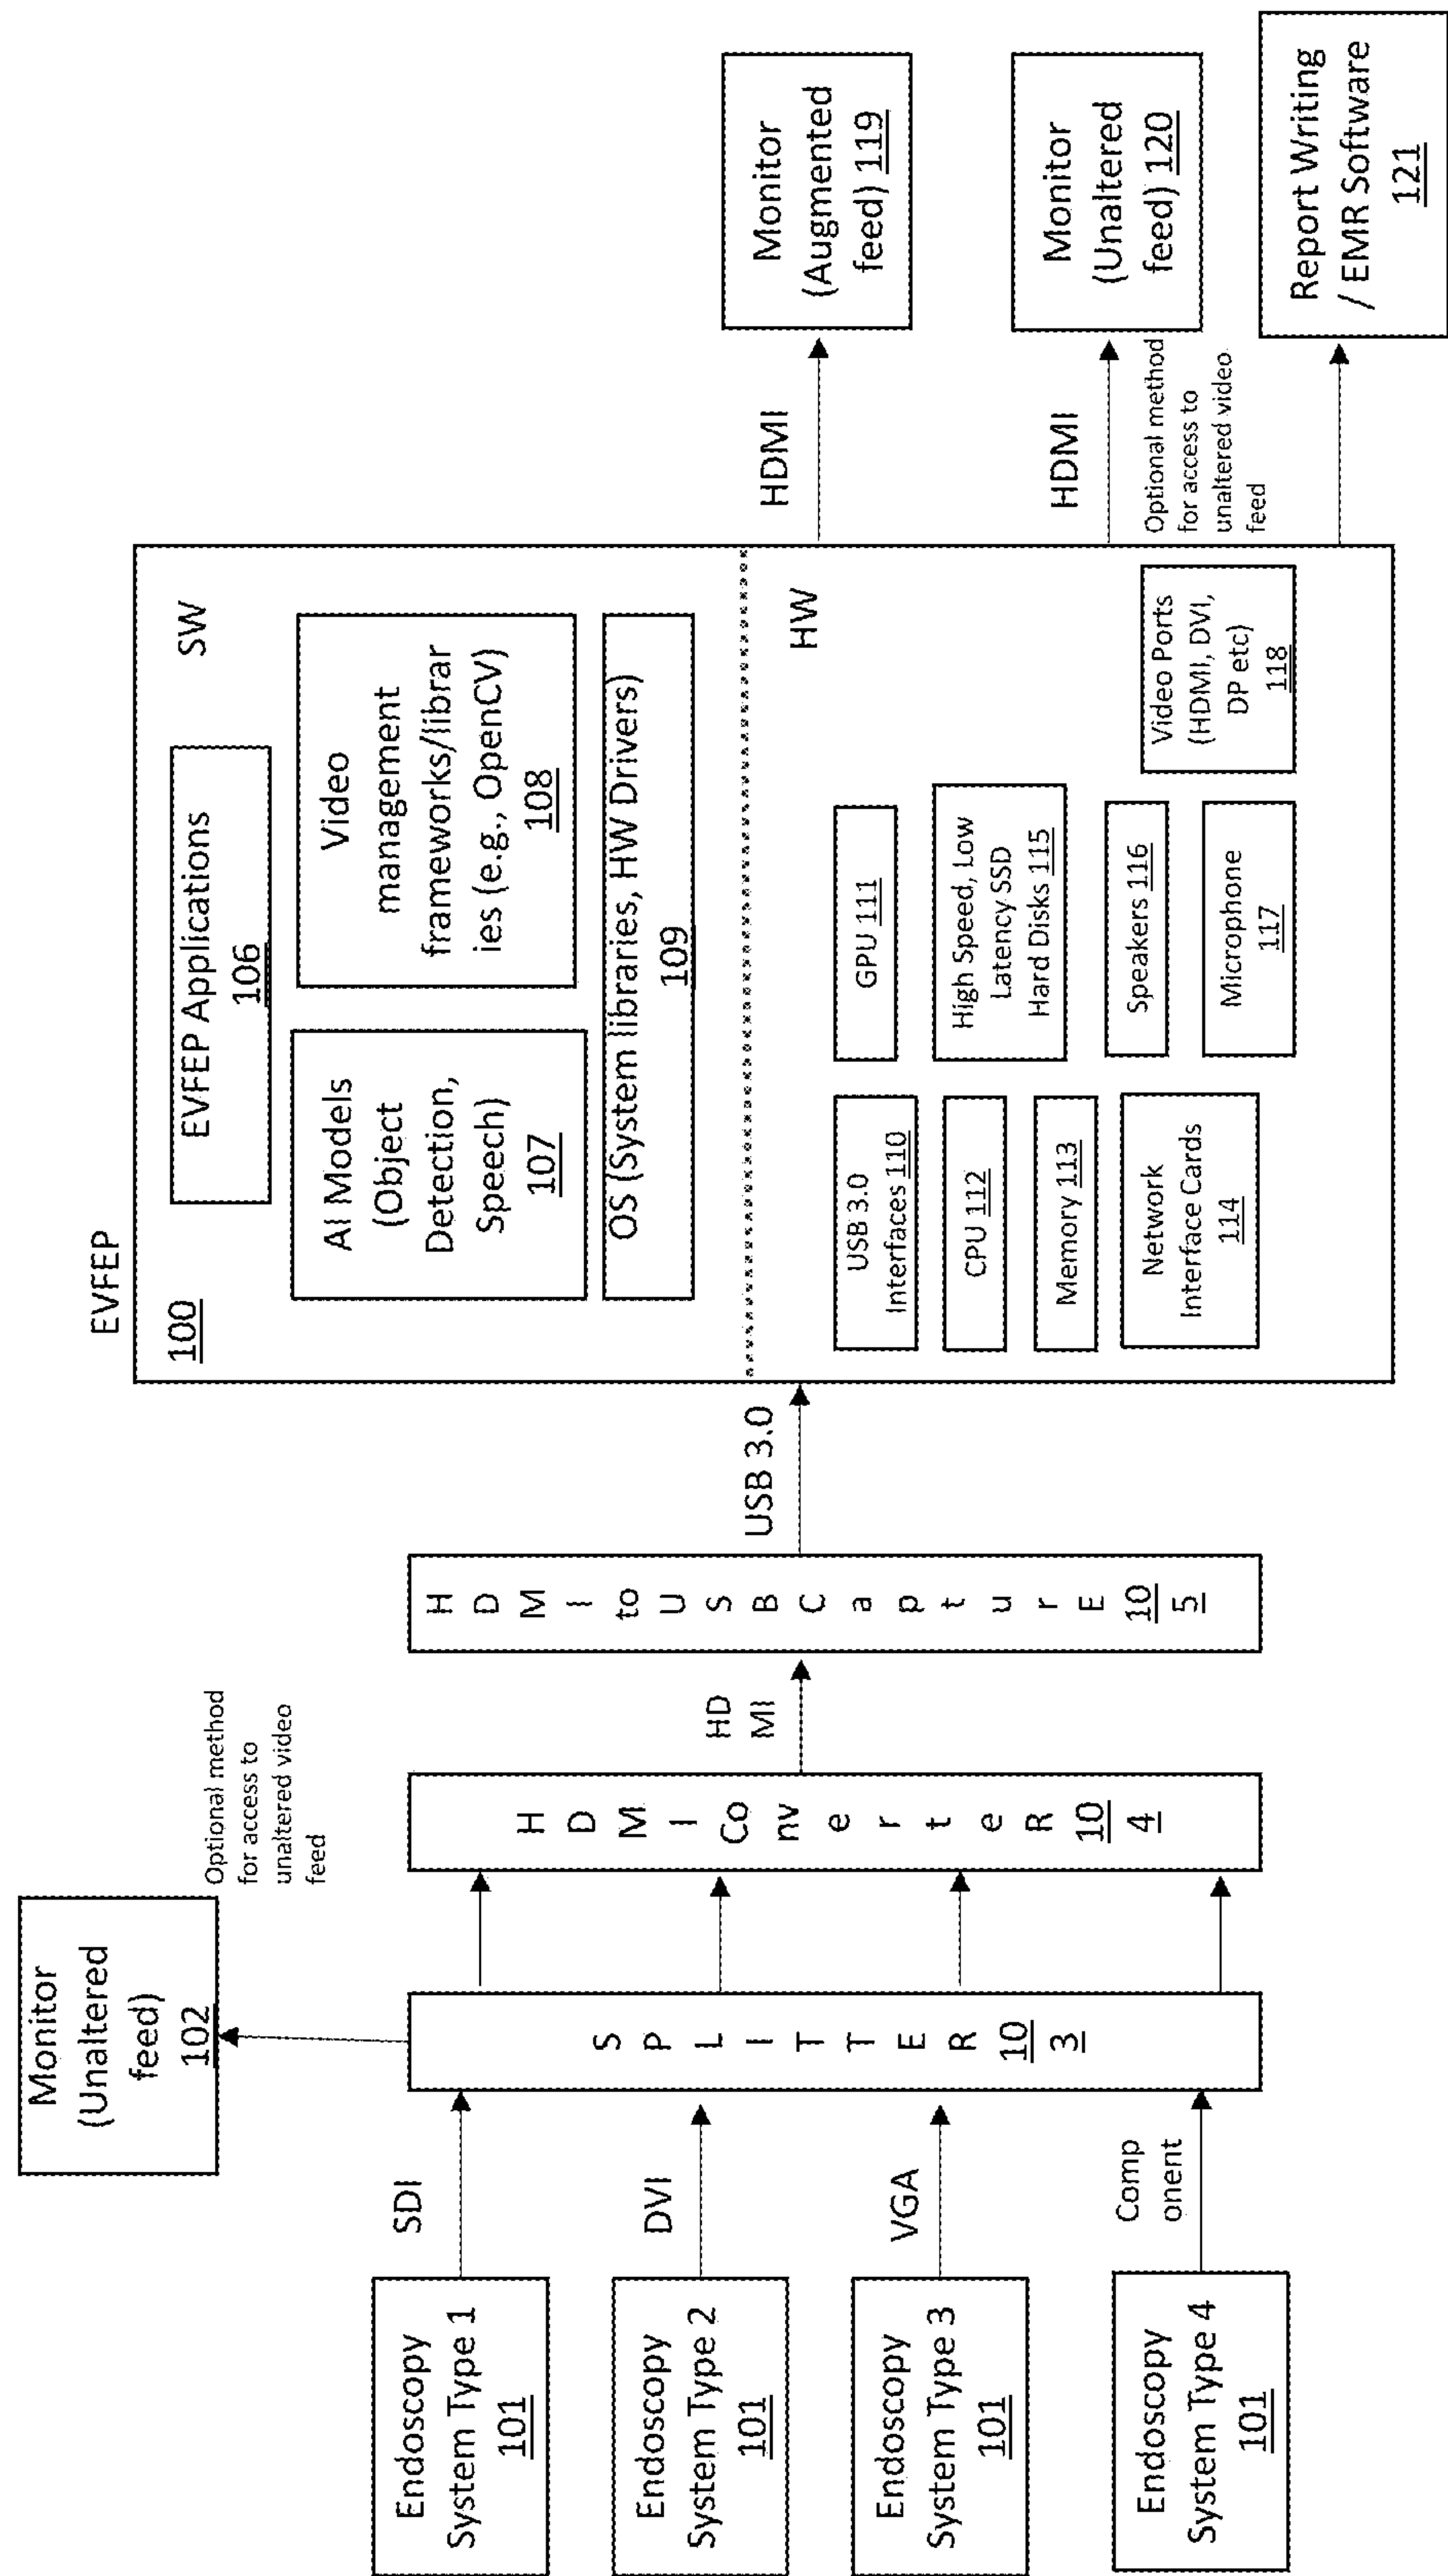 Endoscopy
System Type 1
101
Endoscopy
System Type 2
101
Endoscopy
System Type 3
101
Endoscopy
System Type 4
101
SDI
DVI
VGA
Comp
onent
Monitor
(Unaltered
feed)
102
Optional method
for access to
unaltered video
feed
S
P
L
I
T
T
E
R
10
3
H
D
M
I
Co
nv
e
r
t
e
R
10
4
HD
MI
H
D
M
I
to
U
S
B
C
a
p
t
u
r
E
10
5
USB 3.0
EVFEP
100
SW
EVFEP Applications
106
AI Models
(Object
Detection,
Speech)
107
Video
management
frameworks/librar
ies (e.g., OpenCV)
108
OS (System libraries, HW Drivers)
109
HW
USB 3.0
Interfaces 110
GPU 111
CPU 112
Memory 113
Network
Interface Cards
114
High Speed, Low
Latency SSD
Hard Disks 115
Speakers 116
Microphone
117
Video Ports
(HDMI, DVI,
DP etc)
118
HDMI
Monitor
(Augmented
feed) 119
HDMI
Optional method
for access to
unaltered video
feed
Monitor
(Unaltered
feed) 120
Report Writing
/ EMR Software
121